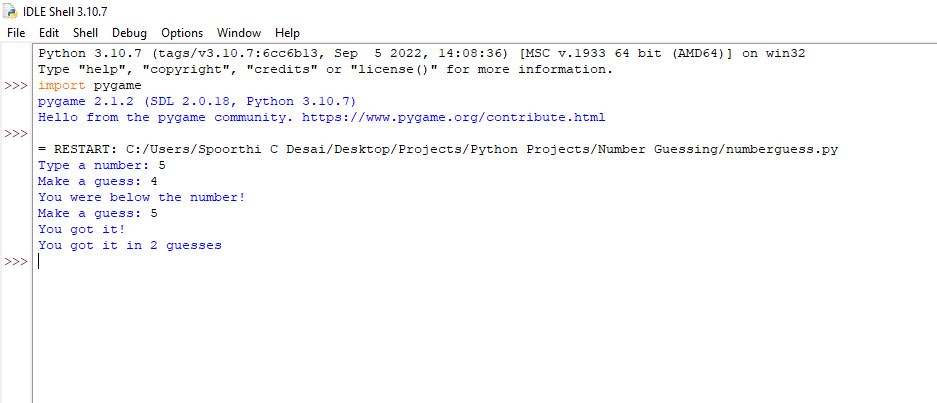 IDLE Shell 3.10.7
File Edit Shell Debug Options Window Help
Python 3.10.7 (tags/v3.10.7:6cc6b13, Sep  5 2022, 14:08:36) [MSC v.1933 64 bit (AMD64)] on win32
Type "help", "copyright", "credits" or "license()" for more information.
>>> import pygame
pygame 2.1.2 (SDL 2.0.18, Python 3.10.7)
Hello from the pygame community. https://www.pygame.org/contribute.html
>>>
= RESTART: C:/Users/Spoorthi C Desai/Desktop/Projects/Python Projects/Number Guessing/numberguess.py
Type a number: 5
Make a guess: 4
You were below the number!
Make a guess: 5
You got it!
You got it in 2 guesses
>>>